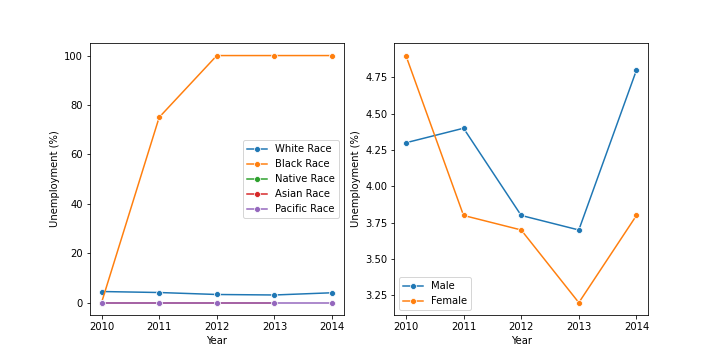 100
80
60
40
20
0
Unemployment (%)
2010 2011 2012 2013 2014
Year
White Race
Black Race
Native Race
Asian Race
Pacific Race
4.75
4.50
4.25
4.00
3.75
3.50
3.25
Unemployment (%)
2010 2011 2012 2013 2014
Year
Male
Female